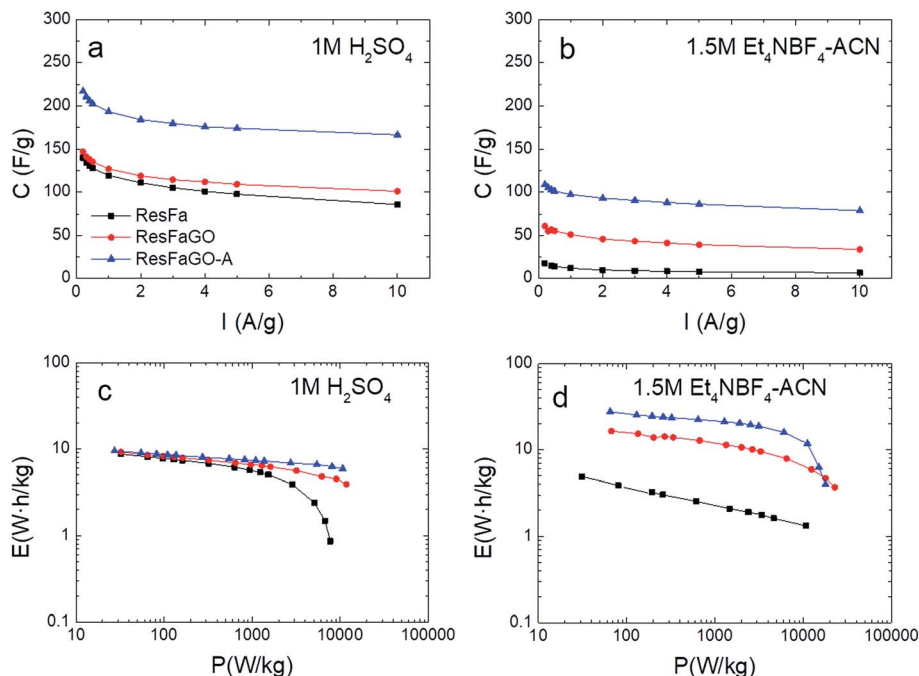 a
1M H₂SO₄
C (F/g)
300
250
200
150
100
50
0
ResFa
ResFaGO
ResFaGO-A
0 2 4 6 8 10
I (A/g)
b
1.5M Et₄NBF₄-ACN
C (F/g)
300
250
200
150
100
50
0
0 2 4 6 8 10
I (A/g)
c
1M H₂SO₄
E(W·h/kg)
100
10
1
0.1
10 100 1000 10000 100000
P(W/kg)
d
1.5M Et₄NBF₄-ACN
E(W·h/kg)
100
10
1
0.1
10 100 1000 10000 100000
P(W/kg)